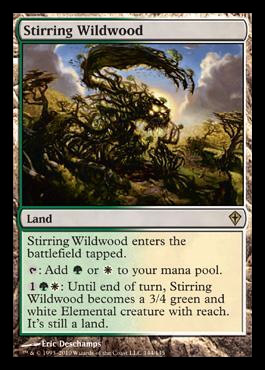 Stirring Wildwood
Land
Stirring Wildwood enters the
battlefield tapped.
: Add or to your mana pool.
1 : Until end of turn, Stirring
Wildwood becomes a 3/4 green and
white Elemental creature with reach.
It's still a land.
Eric Deschamps
™ & © 1993–2010 Wizards of the Coast LLC 144/145